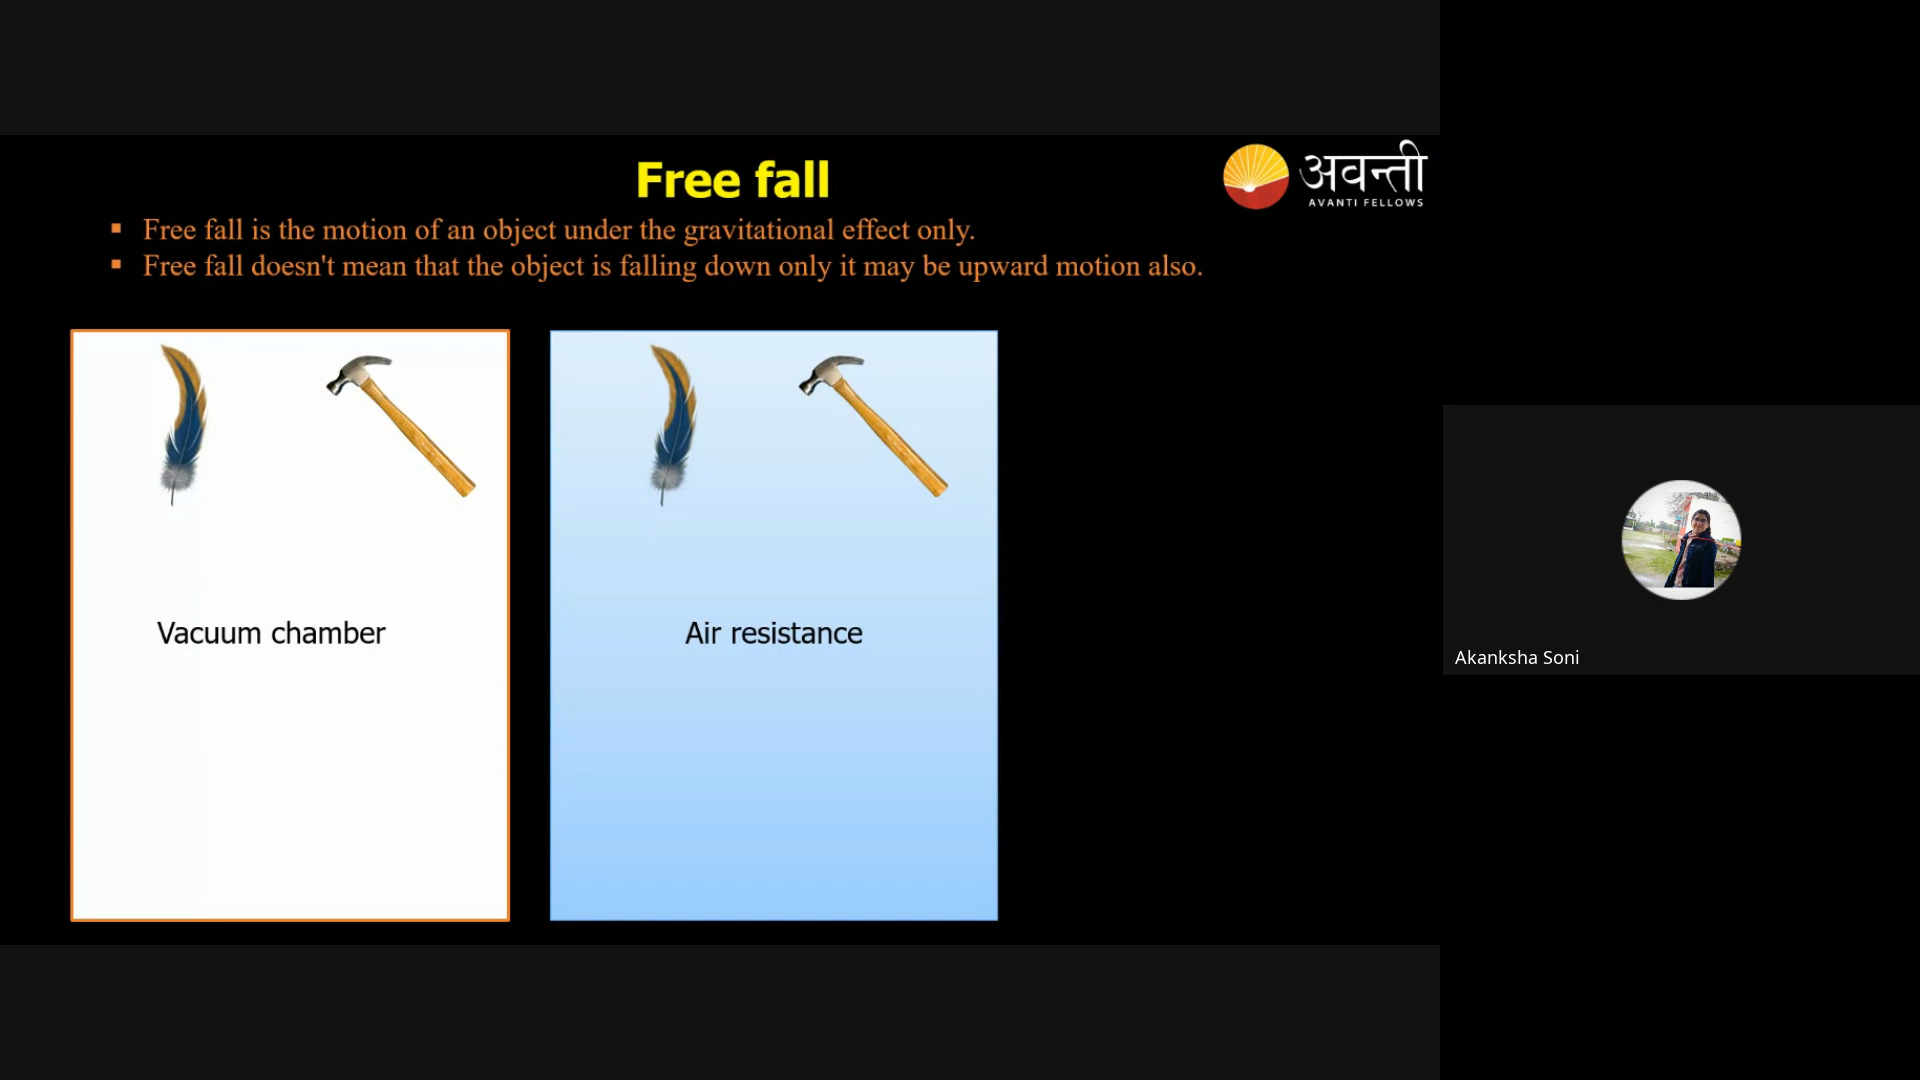 Free fall
अवन्ती
AVANTI FELLOWS
▪ Free fall is the motion of an object under the gravitational effect only.
▪ Free fall doesn't mean that the object is falling down only it may be upward motion also.
Vacuum chamber
Air resistance
Akanksha Soni